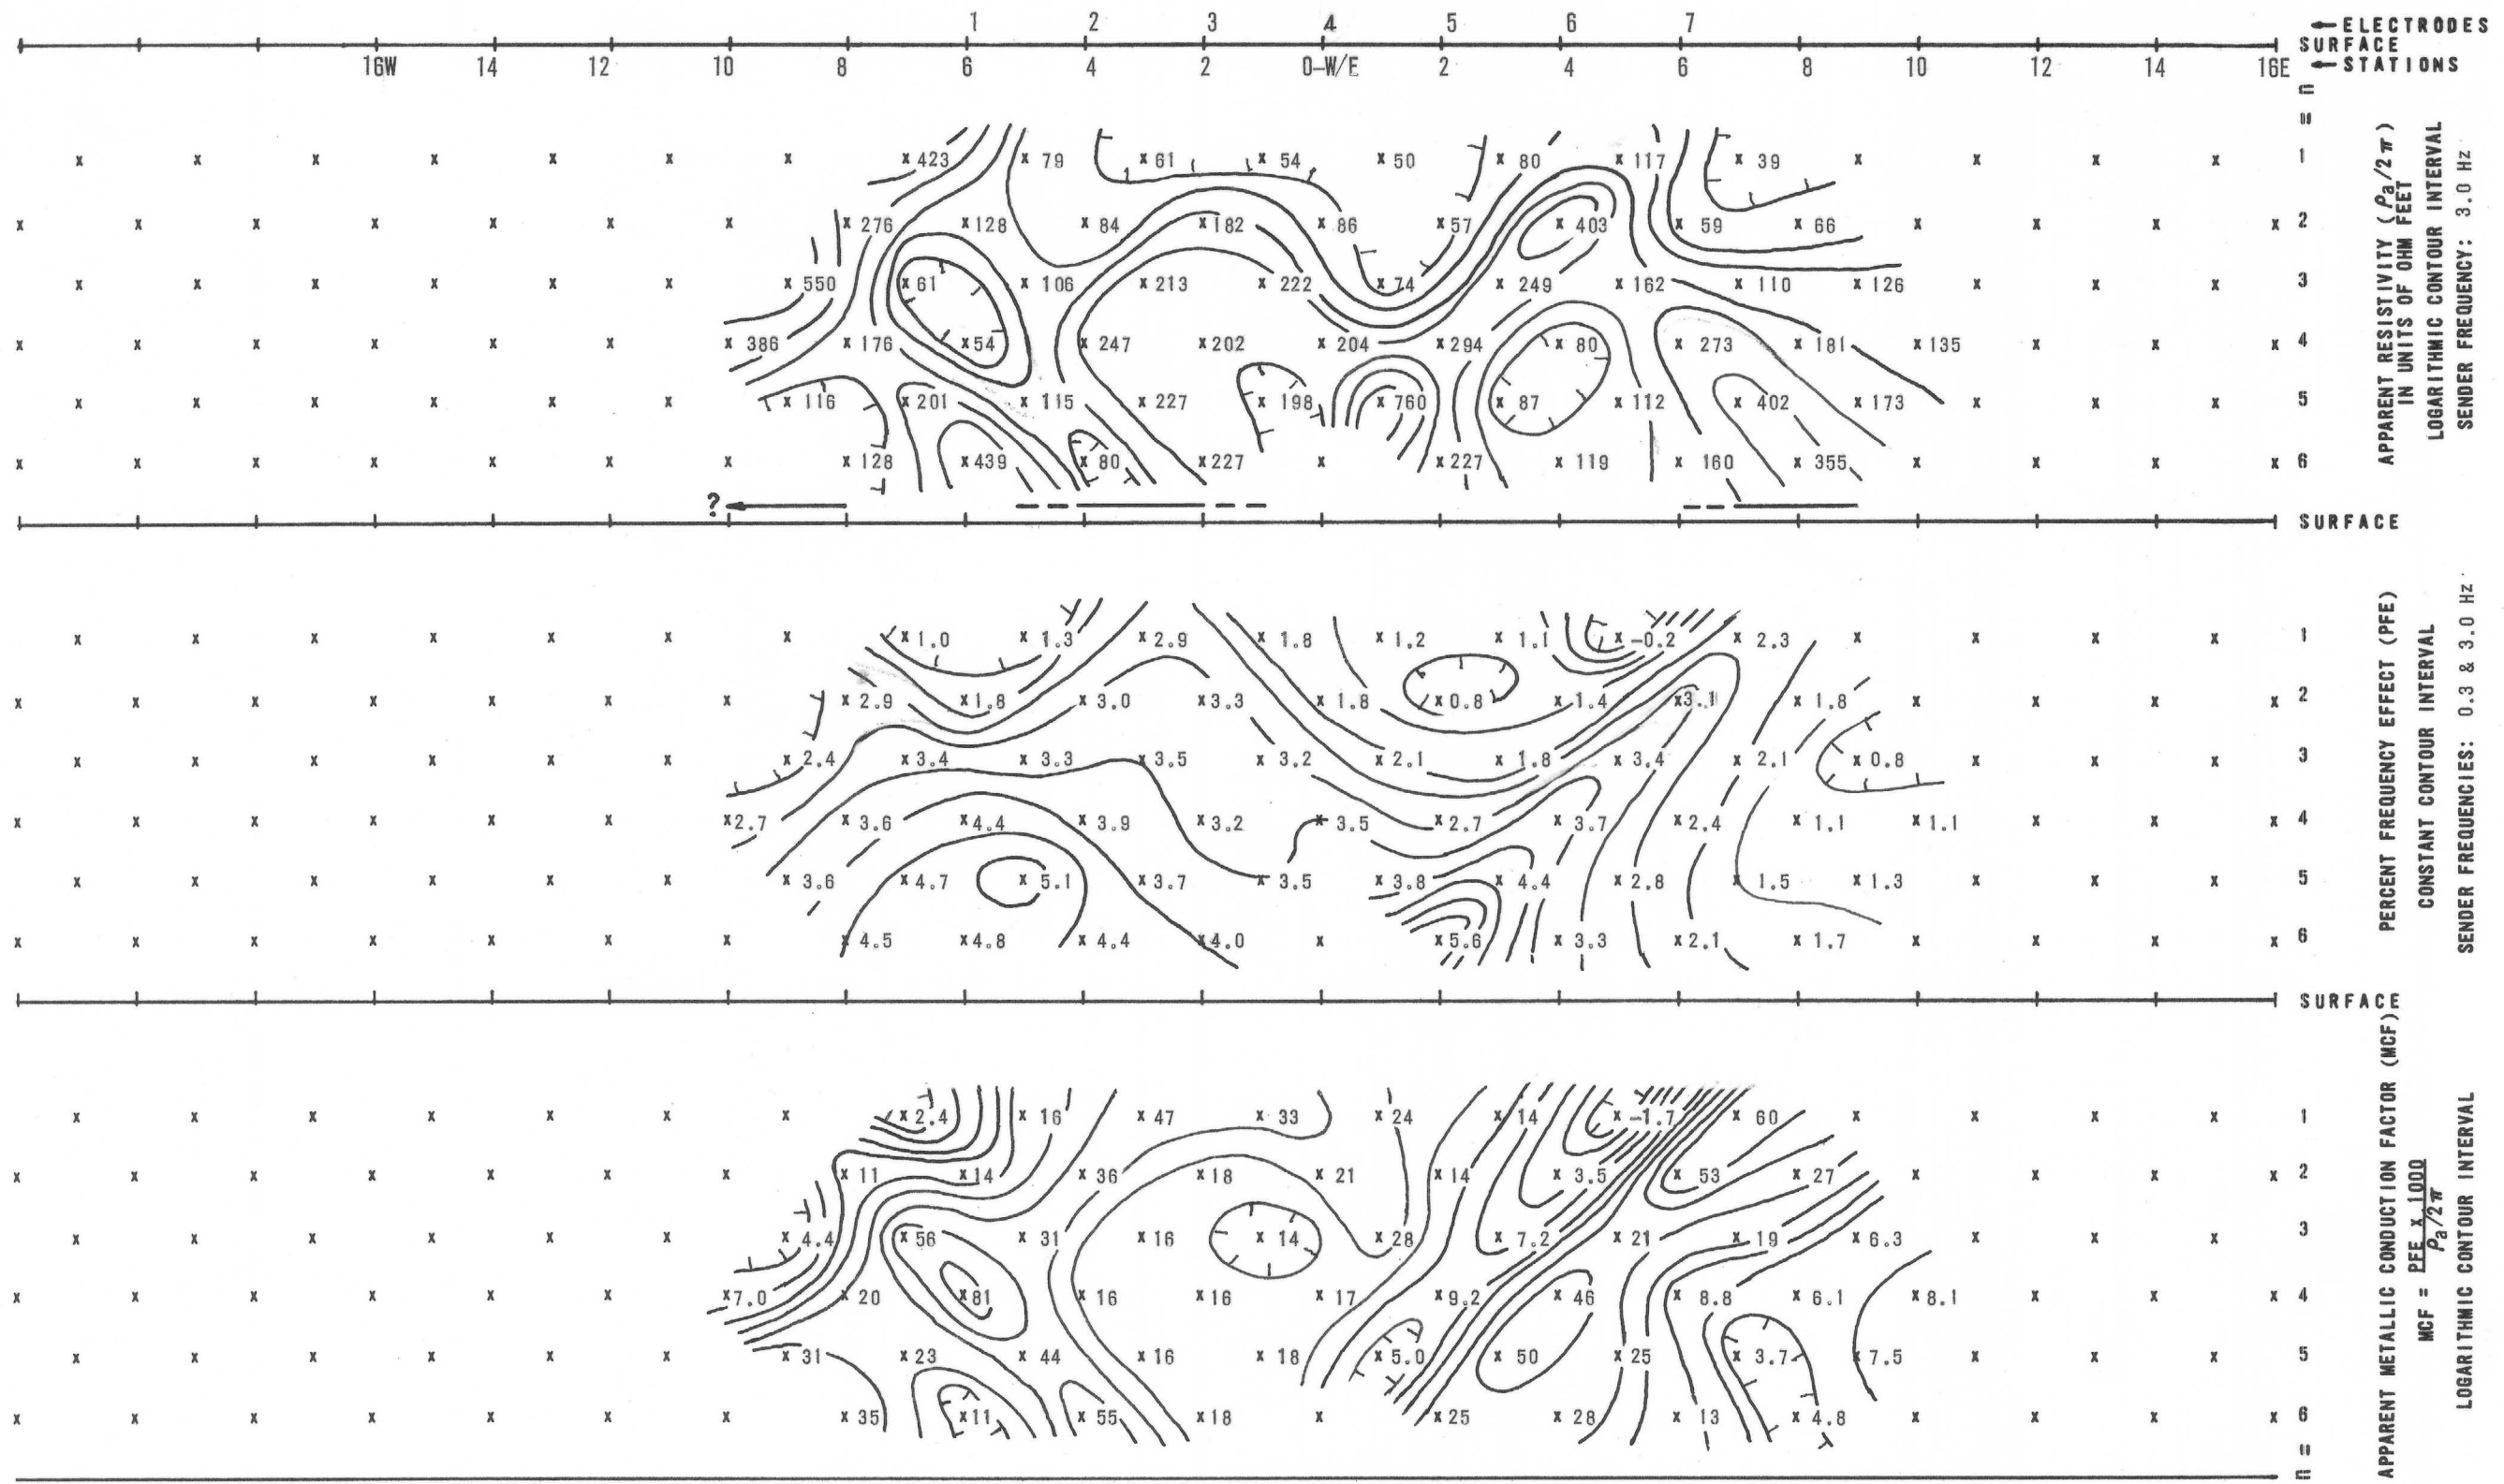 1 2 3 4 5 6 7 ←ELECTRODES
SURFACE
16W 14 12 10 8 6 4 2 0-W/E 2 4 6 8 10 12 14 16E ←STATIONS
n
=
x x x x x x x x 423 x 79 x 61 x 54 x 50 x 80 x 117 x 39 x x x x 1
x x x x x x x x 276 x 128 x 84 x 182 x 86 x 57 x 403 x 59 x 66 x x x x 2
x x x x x x x 550 x 61 x 106 x 213 x 222 x 74 x 249 x 162 x 110 x 126 x x x 3
x x x x x x x 386 x 176 x 54 x 247 x 202 x 204 x 294 x 80 x 273 x 181 x 135 x x x 4
x x x x x x x 116 x 201 x 115 x 227 x 198 x 760 x 87 x 112 x 402 x 173 x x x 5
x x x x x x x x 128 x 439 x 80 x 227 x x 227 x 119 x 160 x 355 x x x x 6
?
APPARENT RESISTIVITY (ρa/2π)
IN UNITS OF OHM FEET
LOGARITHMIC CONTOUR INTERVAL
SENDER FREQUENCY: 3.0 Hz
SURFACE
x x x x x x x x 1.0 x 1.3 x 2.9 x 1.8 x 1.2 x 1.1 x -0.2 x 2.3 x x x x 1
x x x x x x x x 2.9 x 1.8 x 3.0 x 3.3 x 1.8 x 0.8 x 1.4 x 3.1 x 1.8 x x x x 2
x x x x x x x 2.4 x 3.4 x 3.3 x 3.5 x 3.2 x 2.1 x 1.8 x 3.4 x 2.1 x 0.8 x x x 3
x x x x x x x 2.7 x 3.6 x 4.4 x 3.9 x 3.2 x 3.5 x 2.7 x 3.7 x 2.4 x 1.1 x 1.1 x x x 4
x x x x x x x 3.6 x 4.7 x 5.1 x 3.7 x 3.5 x 3.8 x 4.4 x 2.8 x 1.5 x 1.3 x x x 5
x x x x x x x x 4.5 x 4.8 x 4.4 x 4.0 x x 5.6 x 3.3 x 2.1 x 1.7 x x x x 6
PERCENT FREQUENCY EFFECT (PFE)
CONSTANT CONTOUR INTERVAL
SENDER FREQUENCIES: 0.3 & 3.0 Hz
SURFACE
x x x x x x x x 2.4 x 16 x 47 x 33 x 24 x 14 x -1.7 x 60 x x x x 1
x x x x x x x x 11 x 14 x 36 x 18 x 21 x 14 x 3.5 x 53 x 27 x x x x 2
x x x x x x x 4.4 x 56 x 31 x 16 x 14 x 28 x 7.2 x 21 x 19 x 6.3 x x x 3
x x x x x x x 7.0 x 20 x 81 x 16 x 16 x 17 x 9.2 x 46 x 8.8 x 6.1 x 8.1 x x x 4
x x x x x x x 31 x 23 x 44 x 16 x 18 x 5.0 x 50 x 25 x 3.7 x 7.5 x x x 5
x x x x x x x x 35 x 11 x 55 x 18 x x 25 x 28 x 13 x 4.8 x x x x 6
=
n
APPARENT METALLIC CONDUCTION FACTOR (MCF)
MCF = PFE x 1000
ρa/2π
LOGARITHMIC CONTOUR INTERVAL